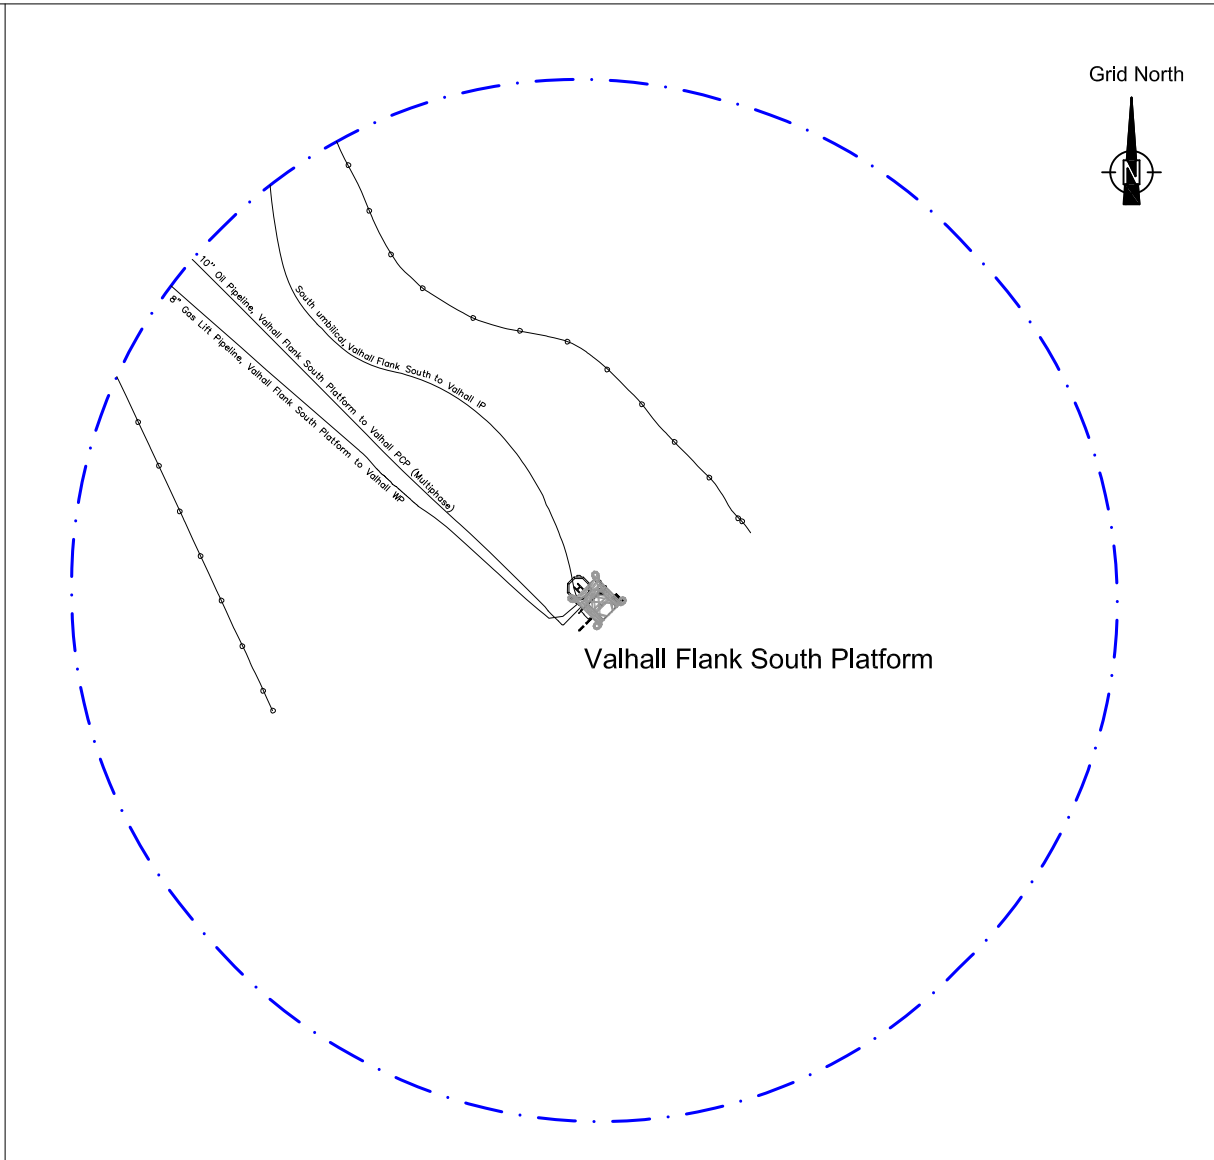 Grid North
N
10" Oil Pipeline, Valhall Flank South Platform to Valhall PCP (Multiphase)
8" Gas Lift Pipeline, Valhall Flank South Platform to Valhall WP
South umbilical, Valhall Flank South to Valhall IP
H
Valhall Flank South Platform